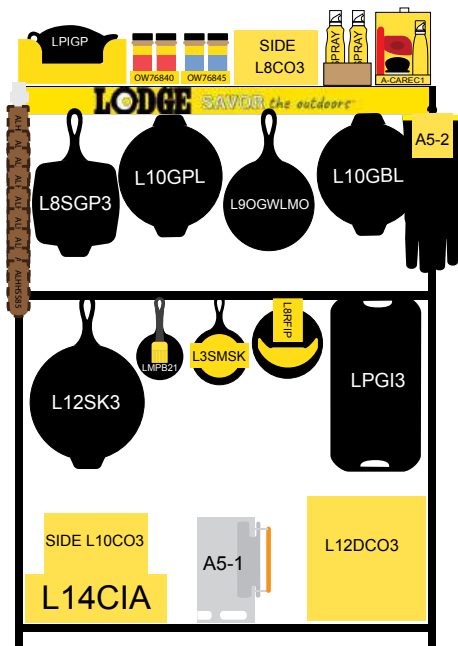 LPIGP
OW76840
OW76845
SIDE
L8CO3
SPRAY
SPRAY
A-CAREC1
LODGE SAVOR the outdoors
A5-2
L8SGP3
L10GPL
L9OGWLMO
L10GBL
ALHHSS85
L12SK3
LMPB21
L3SMSK
L8RFIP
LPGI3
SIDE L10CO3
L14CIA
A5-1
L12DCO3